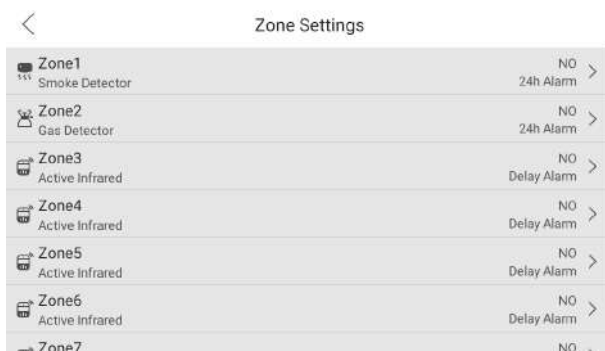 Zone Settings
Zone1
NO
Smoke Detector
24h Alarm
Zone2
NO
Gas Detector
24h Alarm
Zone3
NO
Active Infrared
Delay Alarm
Zone4
NO
Active Infrared
Delay Alarm
Zone5
NO
Active Infrared
Delay Alarm
Zone6
NO
Active Infrared
Delay Alarm
Zone7
NO